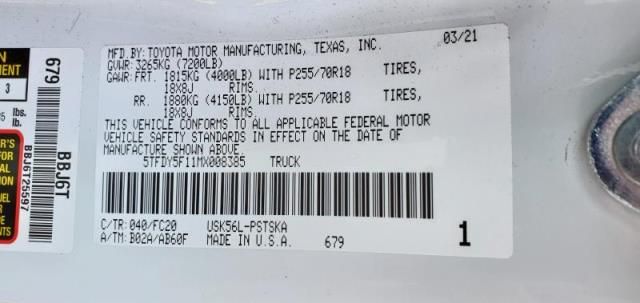 MFD.BY: TOYOTA MOTOR MANUFACTURING, TEXAS, INC. 03/21
GVWR: 3265KG (7200LB)
GAWR: FRT. 1815KG (4000LB) WITH P255/70R18 TIRES,
18X8J RIMS.
RR. 1880KG (4150LB) WITH P255/70R18 TIRES,
18X8J RIMS.
THIS VEHICLE CONFORMS TO ALL APPLICABLE FEDERAL MOTOR
VEHICLE SAFETY STANDARDS IN EFFECT ON THE DATE OF
MANUFACTURE SHOWN ABOVE.
5TFDY5F11MX008385 TRUCK
C/TR: 040/FC20 USK56L-PSTSKA
A/TM: B02A/AB60F MADE IN U.S.A. 679
1
679 BBJ6T
BBJ6T25597
3
lbs.
lb.